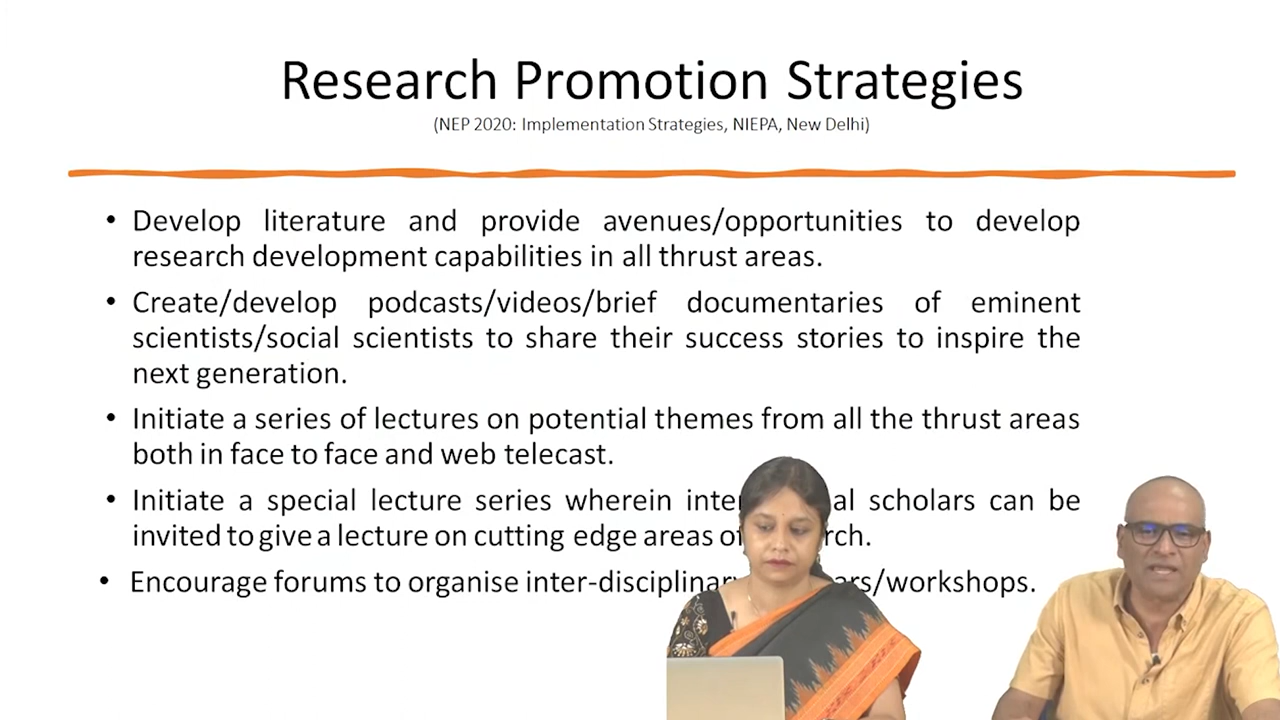 Research Promotion Strategies
(NEP 2020: Implementation Strategies, NIEPA, New Delhi)
• Develop literature and provide avenues/opportunities to develop
research development capabilities in all thrust areas.
• Create/develop podcasts/videos/brief documentaries of eminent
scientists/social scientists to share their success stories to inspire the
next generation.
• Initiate a series of lectures on potential themes from all the thrust areas
both in face to face and web telecast.
• Initiate a special lecture series wherein scholars can be
invited to give a lecture on cutting edge areas of
• Encourage forums to organise /workshops.